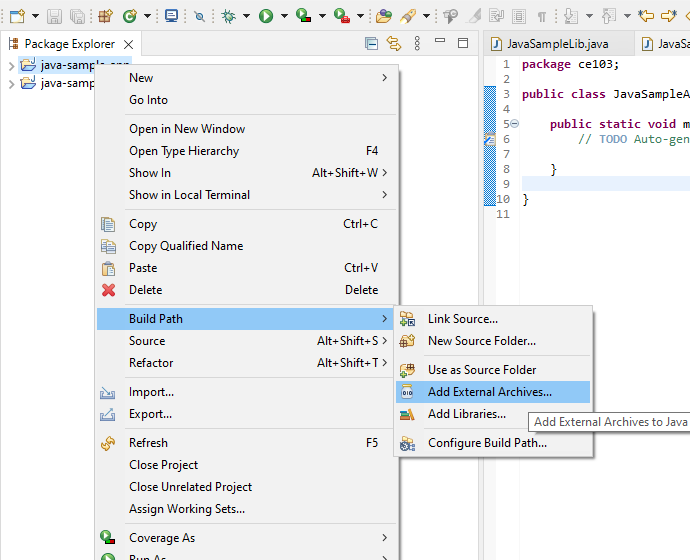 Package Explorer
JavaSampleLib.java
java-sample-app
java-samp
New
Go Into
Open in New Window
Open Type Hierarchy F4
Show In Alt+Shift+W
Show in Local Terminal
Copy Ctrl+C
Copy Qualified Name
Paste Ctrl+V
Delete Delete
Build Path
Source Alt+Shift+S
Refactor Alt+Shift+T
Import...
Export...
Refresh F5
Close Project
Close Unrelated Project
Assign Working Sets...
Coverage As
Run As
Link Source...
New Source Folder...
Use as Source Folder
Add External Archives...
Add Libraries...
Configure Build Path...
Add External Archives to Java
JavaSa
1 package ce103;
2
3 public class JavaSampleA
4
5 public static void m
6 // TODO Auto-gen
7
8 }
9
10 }
11